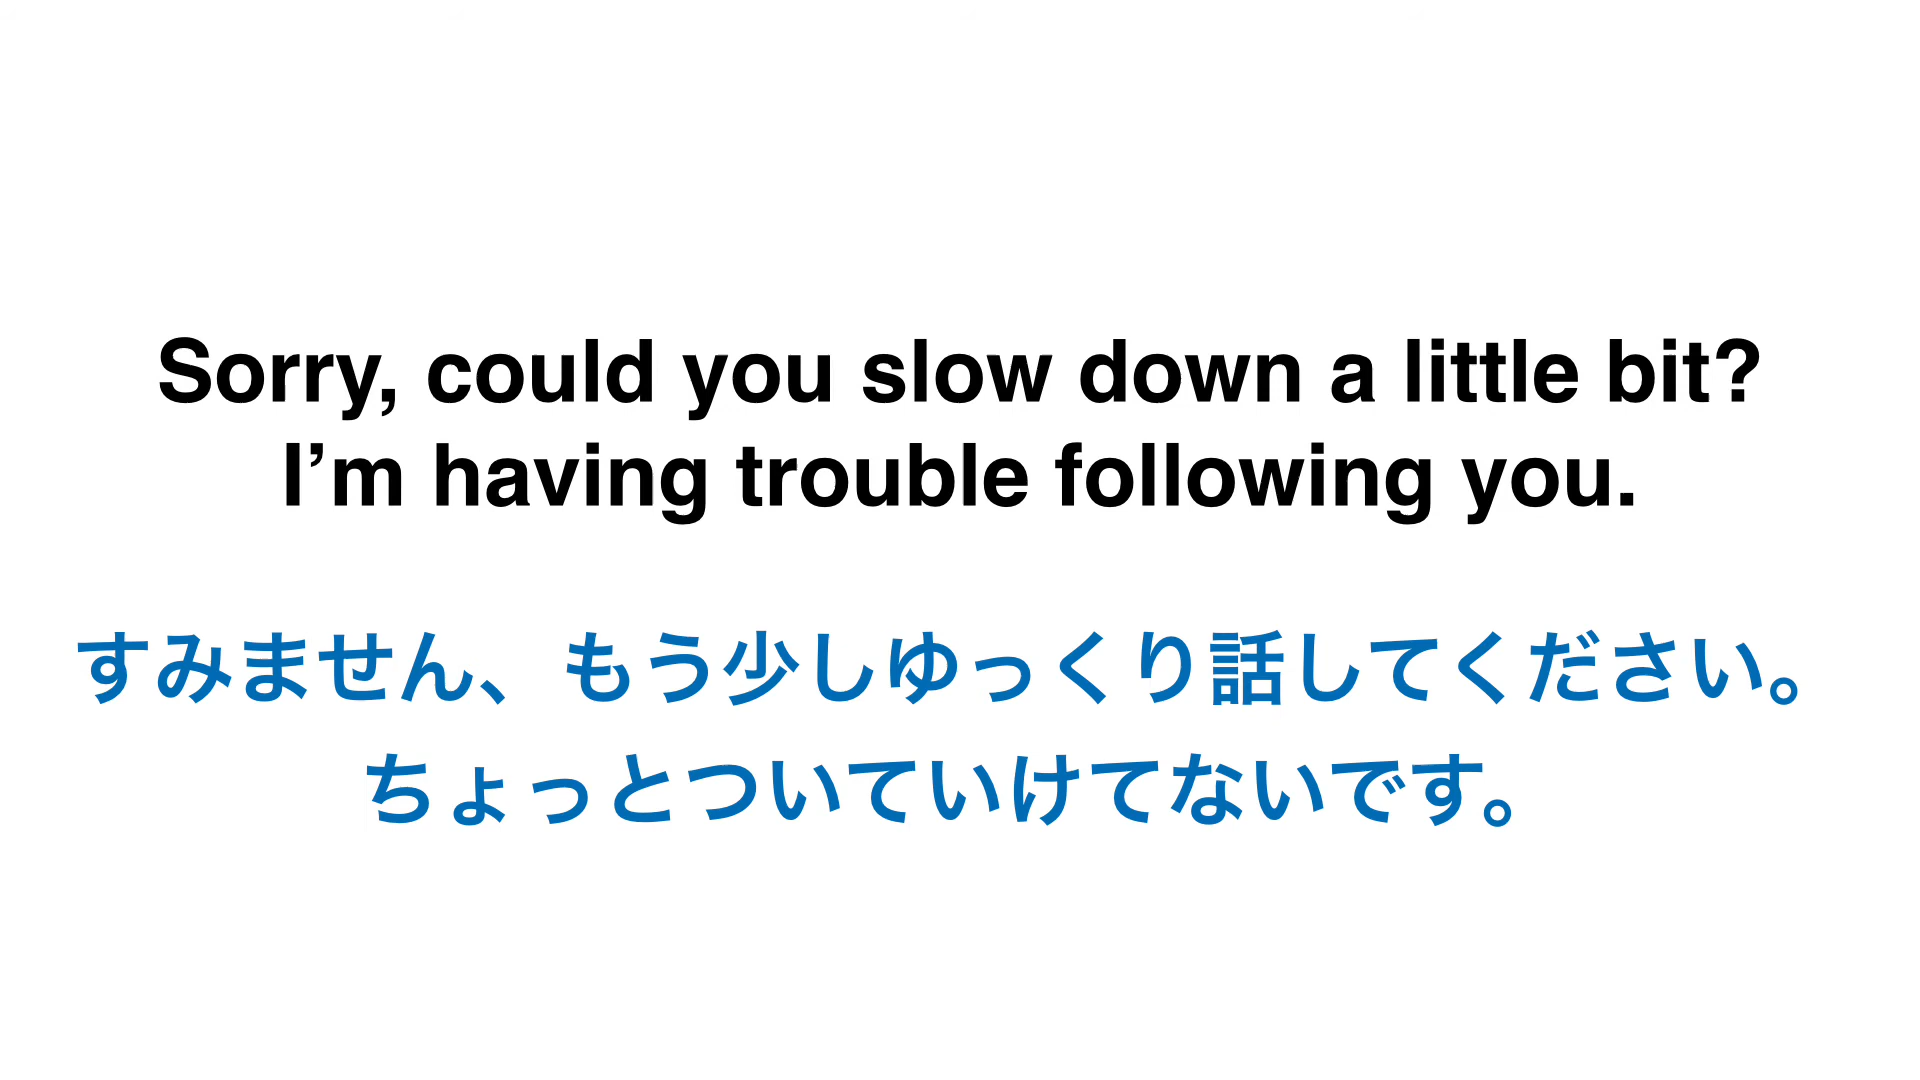 Sorry, could you slow down a little bit?
I’m having trouble following you.
すみません、もう少しゆっくり話してください。
ちょっとついていけてないです。